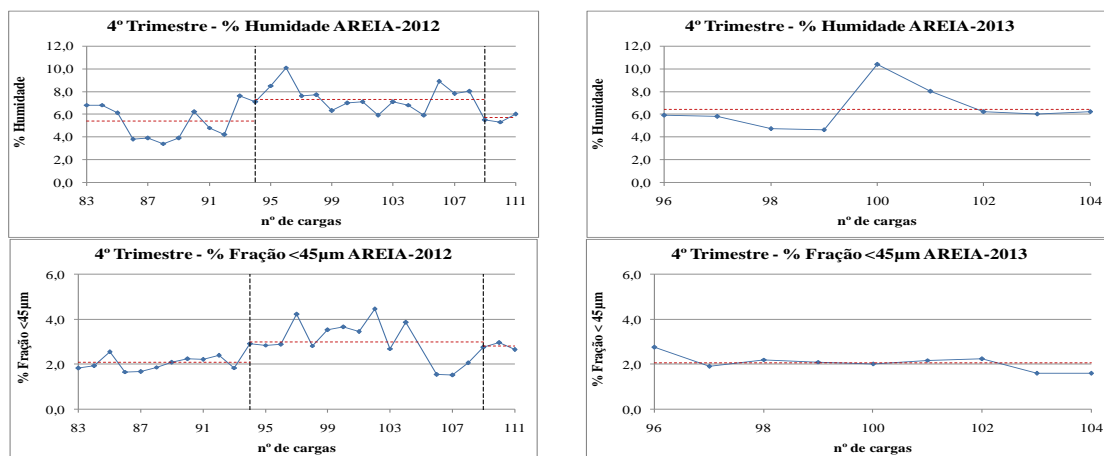 4º Trimestre - % Humidade AREIA-2012
% Humidade
12,0
10,0
8,0
6,0
4,0
2,0
0,0
83 87 91 95 99 103 107 111
nº de cargas
4º Trimestre - % Humidade AREIA-2013
% Humidade
12,0
10,0
8,0
6,0
4,0
2,0
0,0
96 98 100 102 104
nº de cargas
4º Trimestre - % Fração <45µm AREIA-2012
% Fração <45µm
6,0
4,0
2,0
0,0
83 87 91 95 99 103 107 111
nº de cargas
4º Trimestre - % Fração <45µm AREIA-2013
% Fração < 45µm
6,0
4,0
2,0
0,0
96 98 100 102 104
nº de cargas